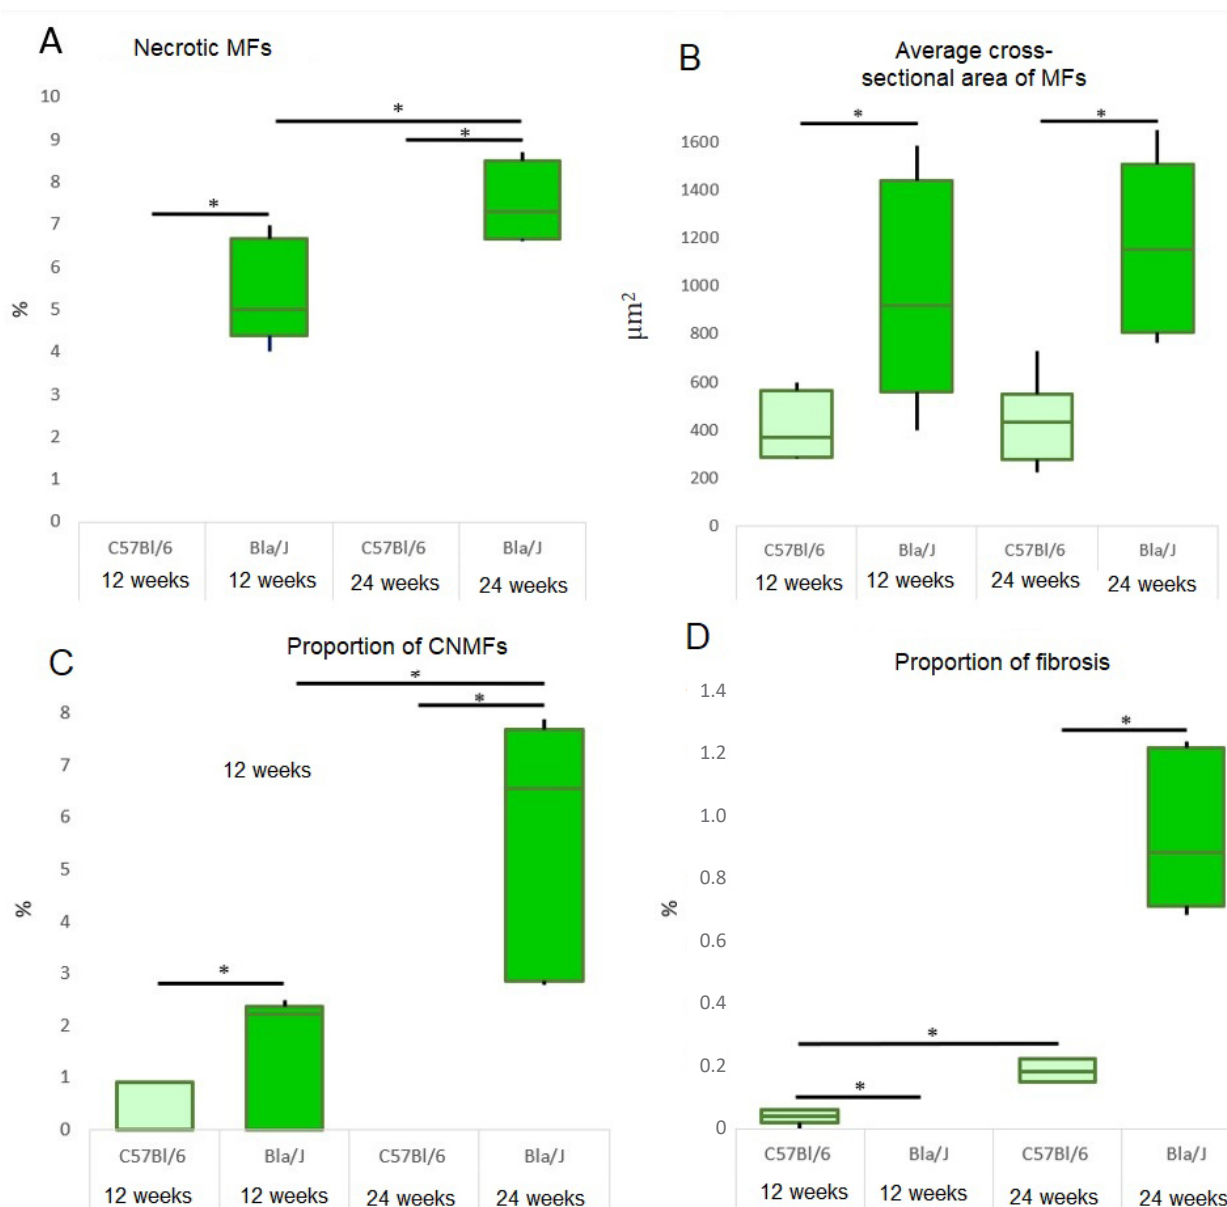 A
Necrotic MFs
10
9
8
7
6
5
4
3
2
1
0
%
*
*
*
C57Bl/6
Bla/J
C57Bl/6
Bla/J
12 weeks
12 weeks
24 weeks
24 weeks
B
Average cross-
sectional area of MFs
1600
1400
1200
1000
800
600
400
200
0
µm²
*
*
C57Bl/6
Bla/J
C57Bl/6
Bla/J
12 weeks
12 weeks
24 weeks
24 weeks
C
Proportion of CNMFs
8
7
6
5
4
3
2
1
0
%
*
*
12 weeks
*
C57Bl/6
Bla/J
C57Bl/6
Bla/J
12 weeks
12 weeks
24 weeks
24 weeks
D
Proportion of fibrosis
1.4
1.2
1.0
0.8
0.6
0.4
0.2
0
%
*
*
*
C57Bl/6
Bla/J
C57Bl/6
Bla/J
12 weeks
12 weeks
24 weeks
24 weeks